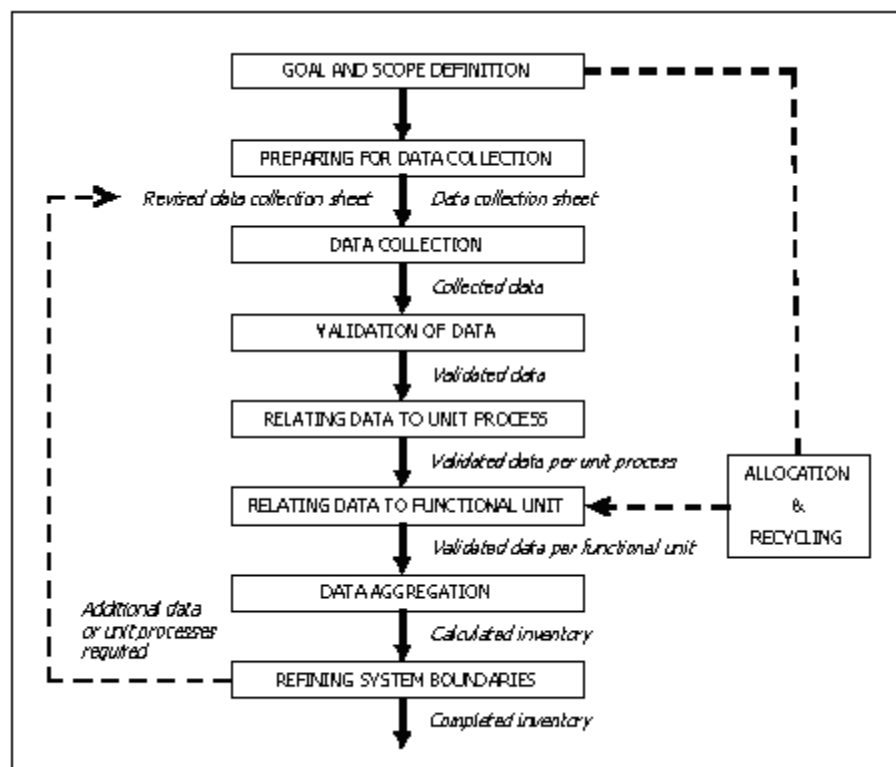 GOAL AND SCOPE DEFINITION
PREPARING FOR DATA COLLECTION
Revised data collection sheet
Data collection sheet
DATA COLLECTION
Collected data
VALIDATION OF DATA
Validated data
RELATING DATA TO UNIT PROCESS
Validated data per unit process
ALLOCATION
&
RECYCLING
RELATING DATA TO FUNCTIONAL UNIT
Validated data per functional unit
DATA AGGREGATION
Additional data
or unit processes
required
Calculated inventory
REFINING SYSTEM BOUNDARIES
Completed inventory